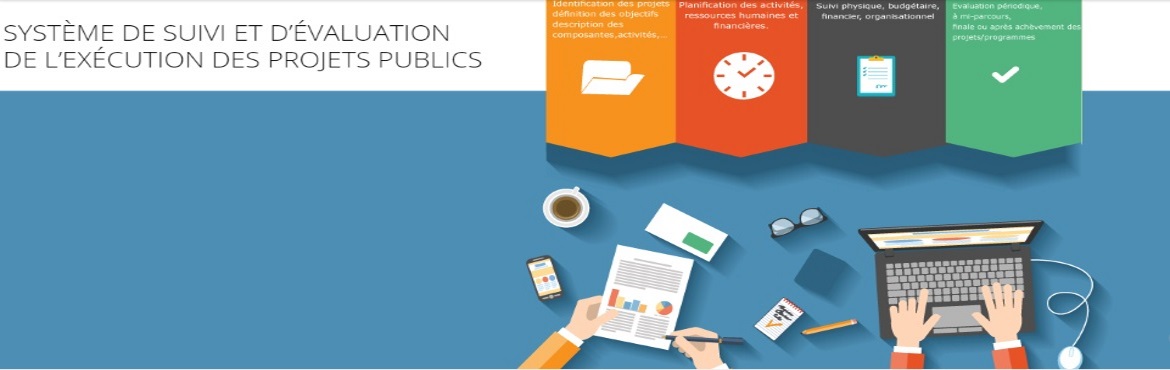 SYSTÈME DE SUIVI ET D'ÉVALUATION
DE L'EXÉCUTION DES PROJETS PUBLICS
Identification des projets
définition des objectifs
description des
composantes,activités,...
Planification des activités,
ressources humaines et
financières.
Suivi physique, budgétaire,
financier, organisationnel
Evaluation périodique,
à mi-parcours,
finale ou après achèvement des
projets/programmes